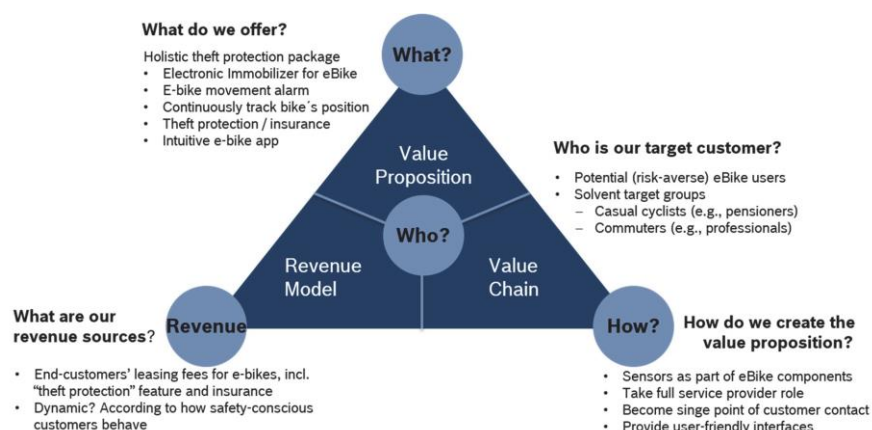 What do we offer?
Holistic theft protection package
• Electronic Immobilizer for eBike
• E-bike movement alarm
• Continuously track bike´s position
• Theft protection / insurance
• Intuitive e-bike app
What?
Value
Proposition
Who is our target customer?
• Potential (risk-averse) eBike users
• Solvent target groups
– Casual cyclists (e.g., pensioners)
– Commuters (e.g., professionals)
Who?
Revenue
Model
Value
Chain
What are our
revenue sources?
Revenue
• End-customers’ leasing fees for e-bikes, incl.
“theft protection” feature and insurance
• Dynamic? According to how safety-conscious
customers behave
How?
How do we create the
value proposition?
• Sensors as part of eBike components
• Take full service provider role
• Become singe point of customer contact
• Provide user-friendly interfaces